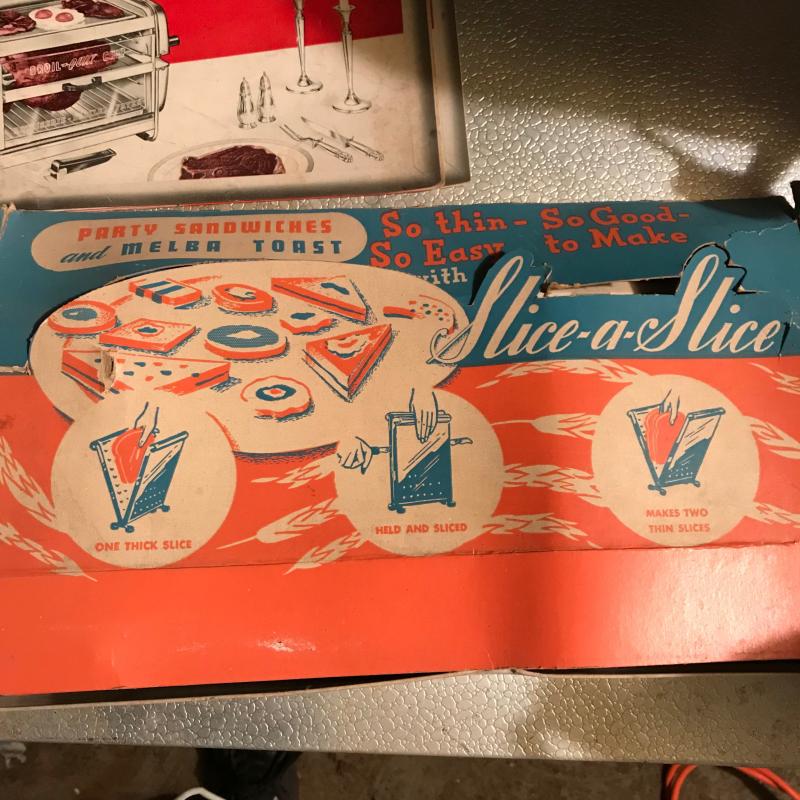 BROIL-QUIK
PARTY SANDWICHES
and MELBA TOAST
So thin - So Good -
So Easy to Make
with
Slice-a-Slice
ONE THICK SLICE
HELD AND SLICED
MAKES TWO
THIN SLICES